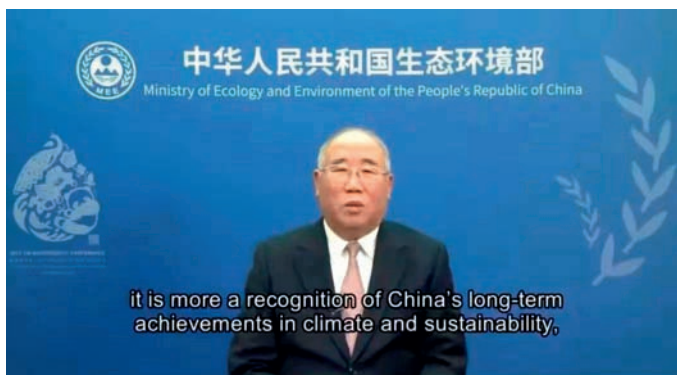 中华人民共和国生态环境部
MEE
Ministry of Ecology and Environment of the People's Republic of China
it is more a recognition of China's long-term
achievements in climate and sustainability,